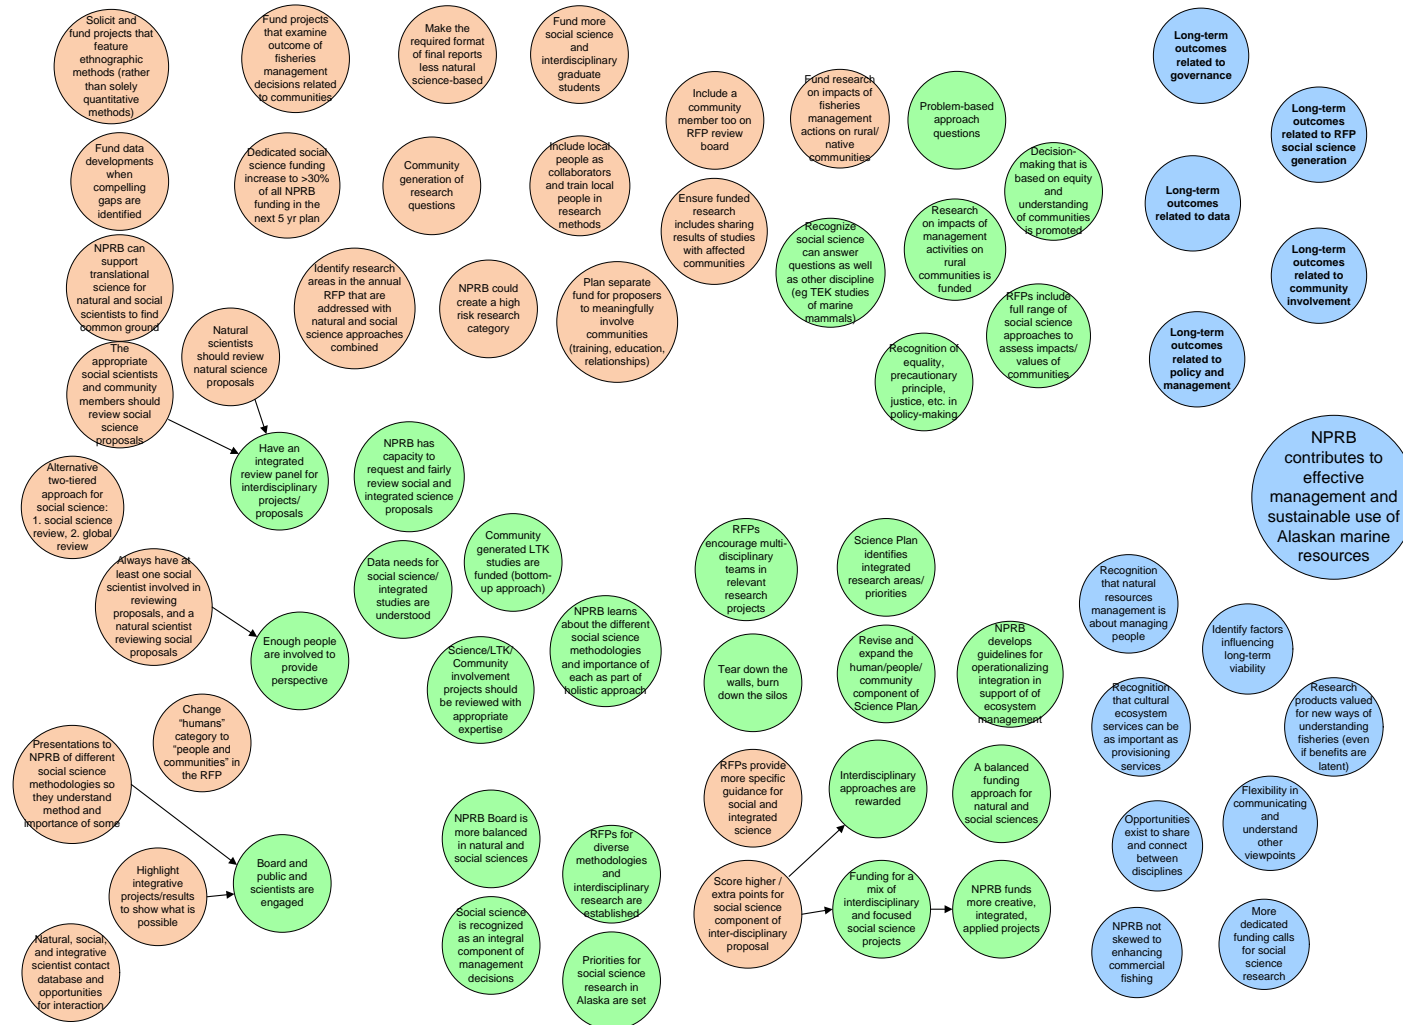 Solicit and
fund projects that
feature
ethnographic
methods (rather
than solely
quantitative
methods)
Fund projects
that examine
outcome of
fisheries
management
decisions related
to communities
Make the
required format
of final reports
less natural
science-based
Fund more
social science
and
interdisciplinary
graduate
students
Include a
community
member too on
RFP review
board
Fund research
on impacts of
fisheries
management
actions on rural/
native
communities
Problem-based
approach
questions
Long-term
outcomes
related to
governance
Long-term
outcomes
related to RFP
social science
generation
Fund data
developments
when
compelling
gaps are
identified
Dedicated social
science funding
increase to >30%
of all NPRB
funding in the
next 5 yr plan
Community
generation of
research
questions
Include local
people as
collaborators
and train local
people in
research
methods
Ensure funded
research
includes sharing
results of studies
with affected
communities
Recognize
social science
can answer
questions as well
as other discipline
(eg TEK studies
of marine
mammals)
Research
on impacts of
management
activities on
rural
communities is
funded
Decision-
making that is
based on equity
and
understanding
of communities
is promoted
Long-term
outcomes
related to data
Long-term
outcomes
related to
community
involvement
NPRB can
support
translational
science for
natural and social
scientists to find
common ground
Natural
scientists
should review
natural science
proposals
Identify research
areas in the annual
RFP that are
addressed with
natural and social
science approaches
combined
NPRB could
create a high
risk research
category
Plan separate
fund for proposers
to meaningfully
involve
communities
(training, education,
relationships)
Recognition of
equality,
precautionary
principle,
justice, etc. in
policy-making
RFPs include
full range of
social science
approaches to
assess impacts/
values of
communities
Long-term
outcomes
related to
policy and
management
The
appropriate
social scientists
and community
members should
review social
science
proposals
Have an
integrated
review panel for
interdisciplinary
projects/
proposals
NPRB has
capacity to
request and fairly
review social and
integrated science
proposals
NPRB
contributes to
effective
management and
sustainable use of
Alaskan marine
resources
Alternative
two-tiered
approach for
social science:
1. social science
review, 2. global
review
Always have at
least one social
scientist involved in
reviewing
proposals, and a
natural scientist
reviewing social
proposals
Enough people
are involved to
provide
perspective
Data needs for
social science/
integrated
studies are
understood
Community
generated LTK
studies are
funded (bottom-
up approach)
Science/LTK/
Community
involvement
projects should
be reviewed with
appropriate
expertise
NPRB learns
about the different
social science
methodologies
and importance of
each as part of
holistic approach
RFPs
encourage multi-
disciplinary
teams in
relevant
research
projects
Science Plan
identifies
integrated
research areas/
priorities
Tear down the
walls, burn
down the silos
Revise and
expand the
human/people/
community
component of
Science Plan
NPRB
develops
guidelines for
operationalizing
integration in
support of of
ecosystem
management
Recognition
that natural
resources
management is
about managing
people
Identify factors
influencing
long-term
viability
Recognition
that cultural
ecosystem
services can be
as important as
provisioning
services
Research
products valued
for new ways of
understanding
fisheries (even
if benefits are
latent)
Change
“humans”
category to
“people and
communities” in
the RFP
Presentations to
NPRB of different
social science
methodologies so
they understand
method and
importance of some
Highlight
integrative
projects/results
to show what is
possible
Board and
public and
scientists are
engaged
Natural, social,
and integrative
scientist contact
database and
opportunities
for interaction
NPRB Board is
more balanced
in natural and
social sciences
RFPs for
diverse
methodologies
and
interdisciplinary
research are
established
Social science
is recognized
as an integral
component of
management
decisions
Priorities for
social science
research in
Alaska are set
RFPs provide
more specific
guidance for
social and
integrated
science
Interdisciplinary
approaches are
rewarded
A balanced
funding
approach for
natural and
social sciences
Score higher /
extra points for
social science
component of
inter-disciplinary
proposal
Funding for a
mix of
interdisciplinary
and focused
social science
projects
NPRB funds
more creative,
integrated,
applied projects
Opportunities
exist to share
and connect
between
disciplines
Flexibility in
communicating
and
understand
other
viewpoints
NPRB not
skewed to
enhancing
commercial
fishing
More
dedicated
funding calls
for social
science
research